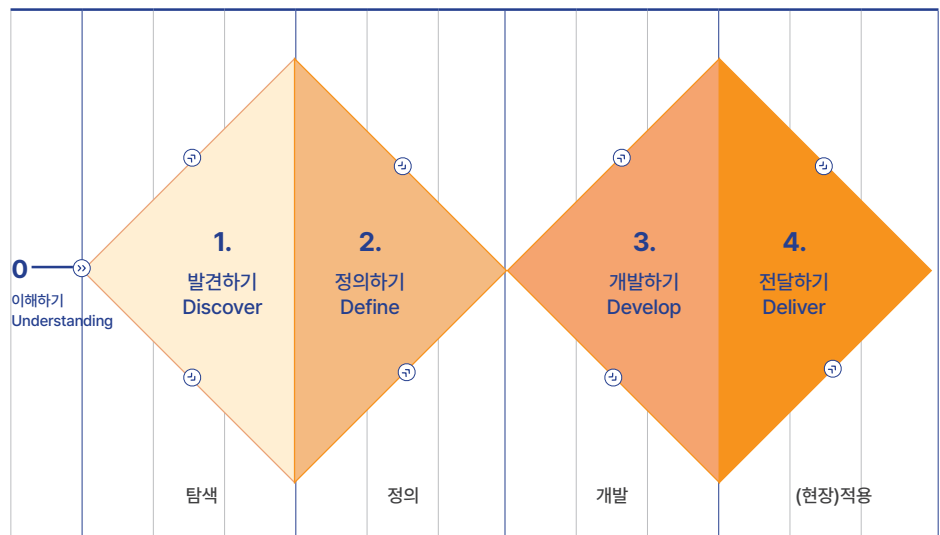 0
이해하기
Understanding
1.
발견하기
Discover
2.
정의하기
Define
3.
개발하기
Develop
4.
전달하기
Deliver
탐색
정의
개발
(현장)적용